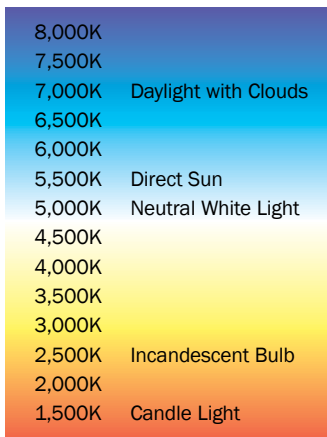 8,000K
7,500K
7,000K Daylight with Clouds
6,500K
6,000K
5,500K Direct Sun
5,000K Neutral White Light
4,500K
4,000K
3,500K
3,000K
2,500K Incandescent Bulb
2,000K
1,500K Candle Light